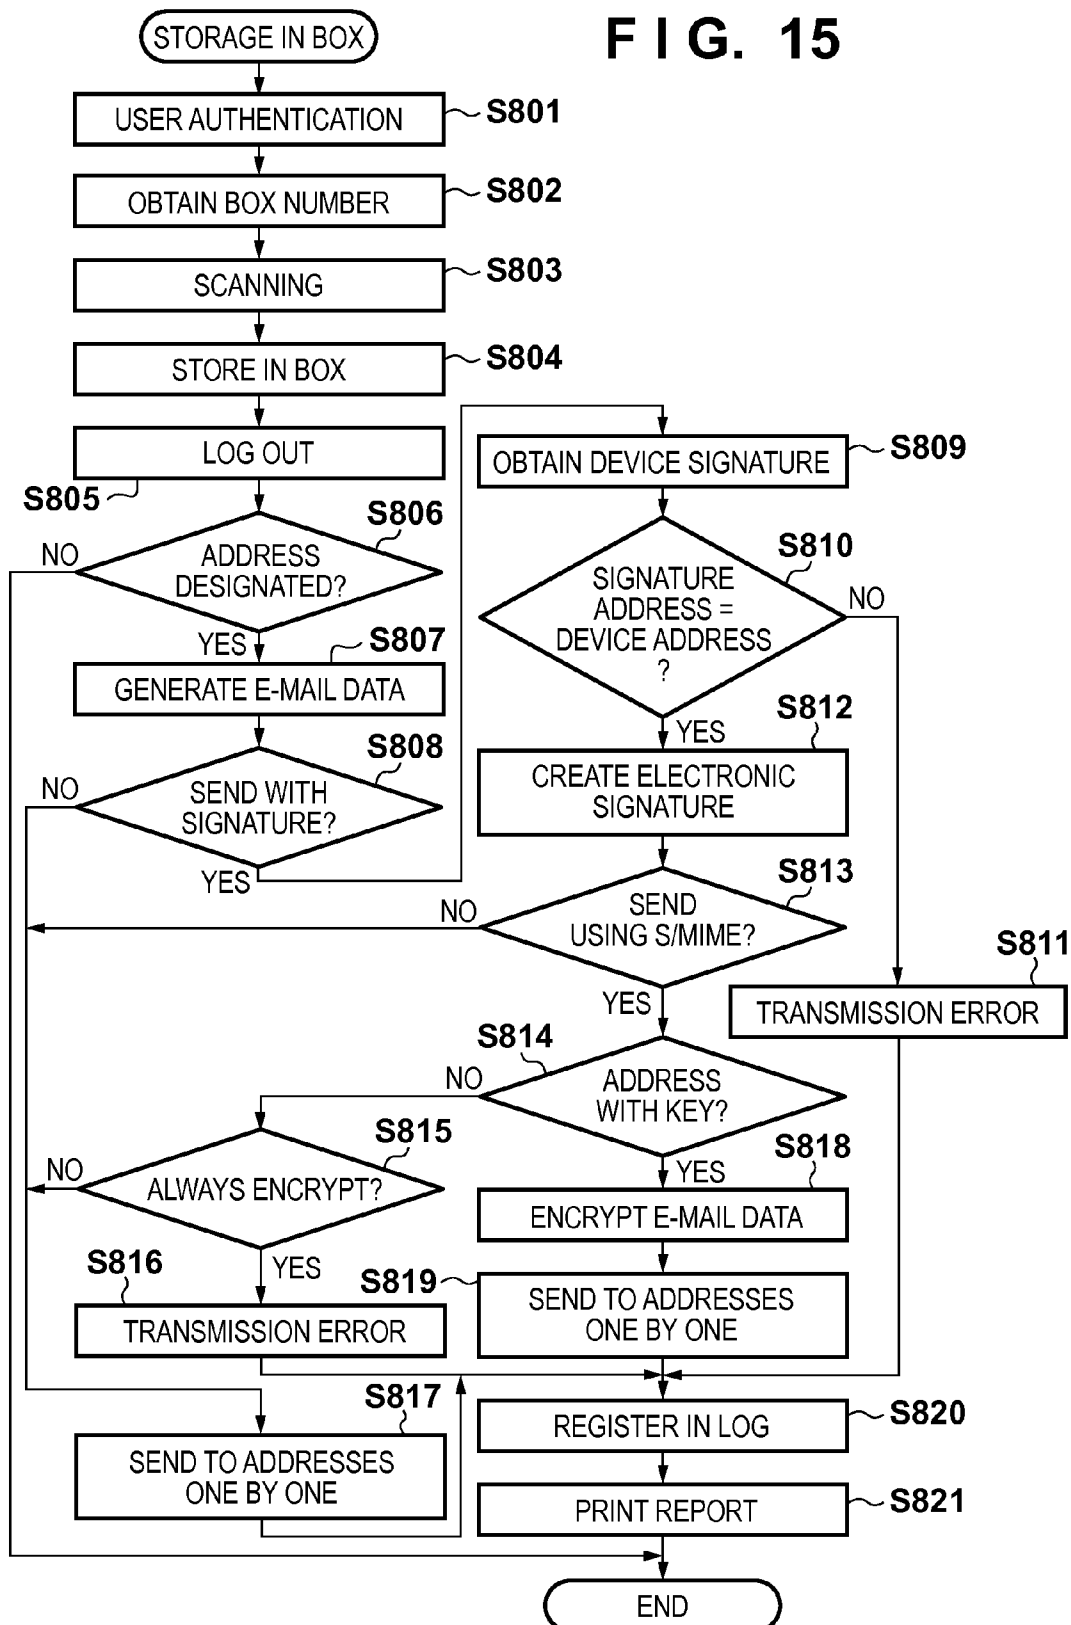 FIG. 15
STORAGE IN BOX
USER AUTHENTICATION
S801
OBTAIN BOX NUMBER
S802
SCANNING
S803
STORE IN BOX
S804
LOG OUT
S805
ADDRESS
DESIGNATED?
S806
NO
YES
GENERATE E-MAIL DATA
S807
SEND WITH
SIGNATURE?
S808
NO
YES
OBTAIN DEVICE SIGNATURE
S809
SIGNATURE
ADDRESS =
DEVICE ADDRESS
?
S810
NO
YES
S812
CREATE ELECTRONIC
SIGNATURE
S813
SEND
USING S/MIME?
NO
YES
S811
TRANSMISSION ERROR
S814
ADDRESS
WITH KEY?
NO
YES
S815
ALWAYS ENCRYPT?
NO
YES
S816
TRANSMISSION ERROR
S817
SEND TO ADDRESSES
ONE BY ONE
S818
ENCRYPT E-MAIL DATA
S819
SEND TO ADDRESSES
ONE BY ONE
REGISTER IN LOG
S820
PRINT REPORT
S821
END